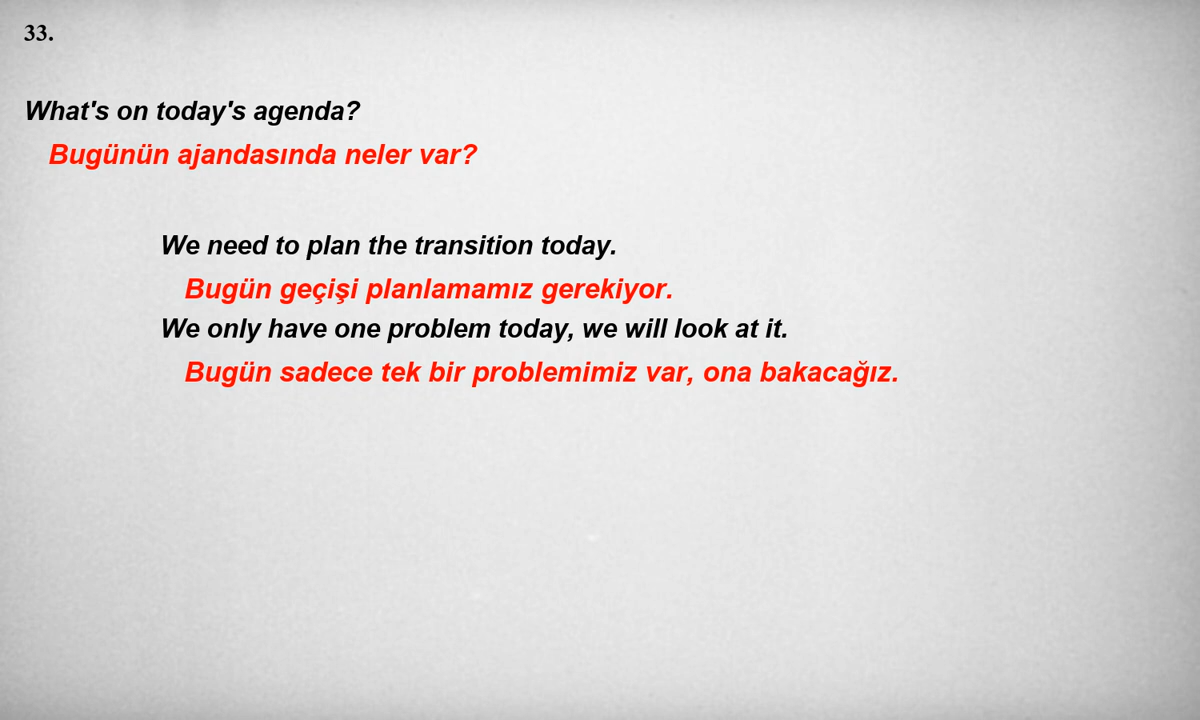 33.
What's on today's agenda?
Bugünün ajandasında neler var?
We need to plan the transition today.
Bugün geçişi planlamamız gerekiyor.
We only have one problem today, we will look at it.
Bugün sadece tek bir problemimiz var, ona bakacağız.